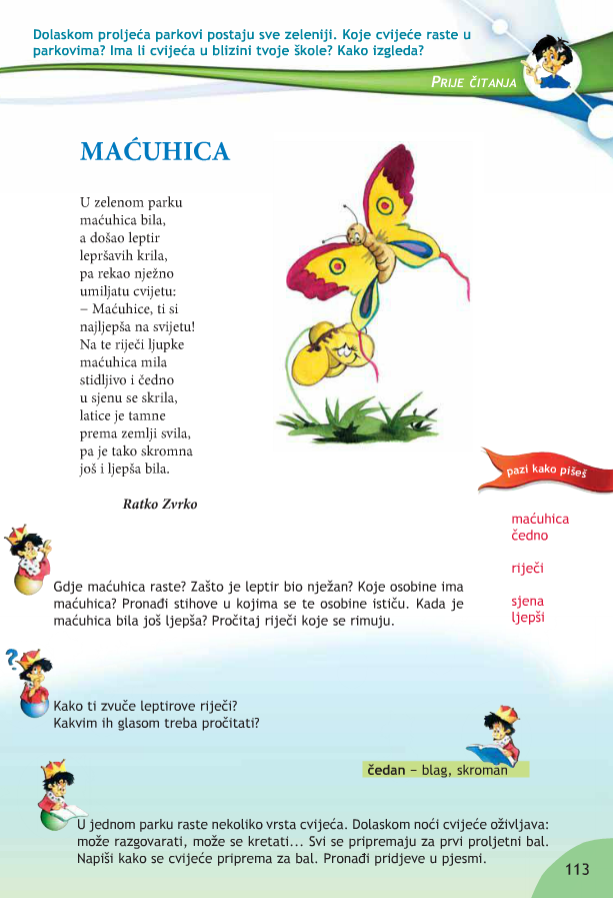 Dolaskom proljeća parkovi postaju sve zeleniji. Koje cvijeće raste u
parkovima? Ima li cvijeća u blizini tvoje škole? Kako izgleda?
PRIJE ČITANJA
MAĆUHICA
U zelenom parku
maćuhica bila,
a došao leptir
lepršavih krila,
pa rekao nježno
umiljatu cvijetu:
– Maćuhice, ti si
najljepša na svijetu!
Na te riječi ljupke
maćuhica mila
stidljivo i čedno
u sjenu se skrila,
latice je tamne
prema zemlji svila,
pa je tako skromna
još i ljepša bila.
Ratko Zvrko
pazi kako pišeš
maćuhica
čedno
riječi
sjena
ljepši
Gdje maćuhica raste? Zašto je leptir bio nježan? Koje osobine ima
maćuhica? Pronađi stihove u kojima se te osobine ističu. Kada je
maćuhica bila još ljepša? Pročitaj riječi koje se rimuju.
?
Kako ti zvuče leptirove riječi?
Kakvim ih glasom treba pročitati?
čedan – blag, skroman
U jednom parku raste nekoliko vrsta cvijeća. Dolaskom noći cvijeće oživljava:
može razgovarati, može se kretati... Svi se pripremaju za prvi proljetni bal.
Napiši kako se cvijeće priprema za bal. Pronađi pridjeve u pjesmi.
113